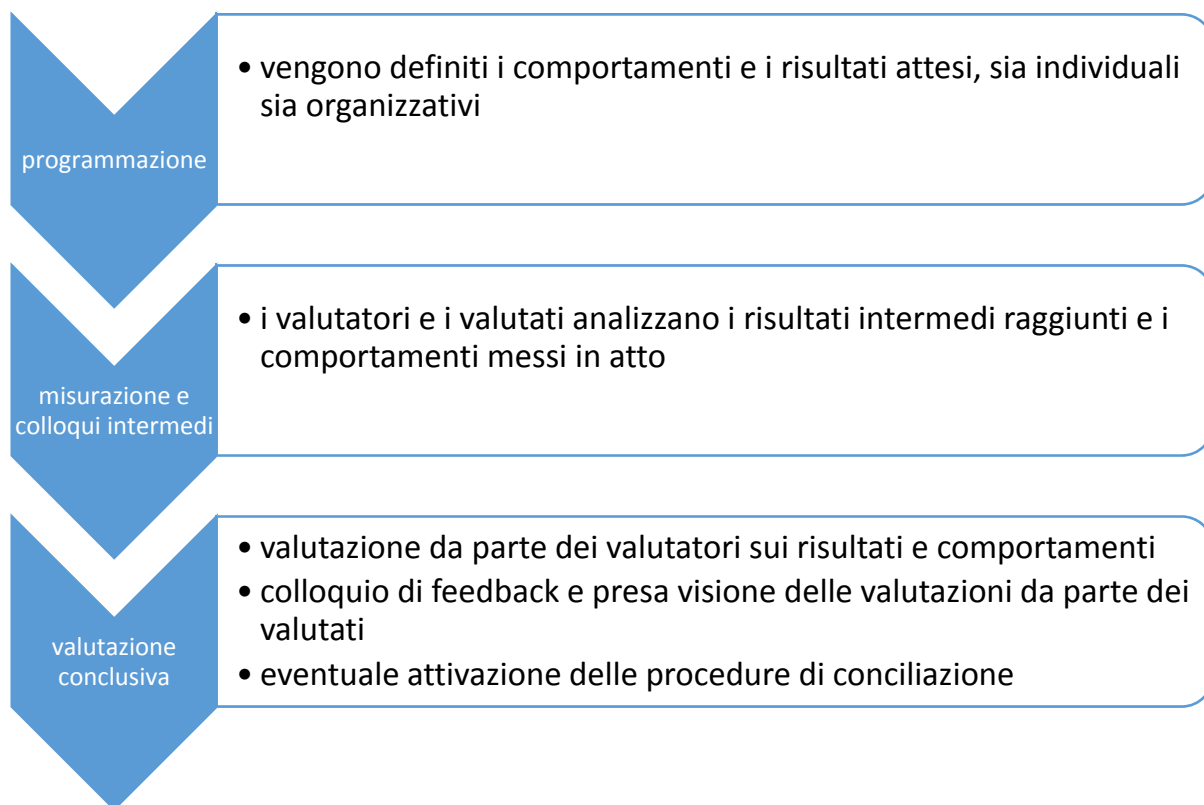 programmazione
• vengono definiti i comportamenti e i risultati attesi, sia individuali
sia organizzativi
misurazione e
colloqui intermedi
• i valutatori e i valutati analizzano i risultati intermedi raggiunti e i
comportamenti messi in atto
valutazione
conclusiva
• valutazione da parte dei valutatori sui risultati e comportamenti
• colloquio di feedback e presa visione delle valutazioni da parte dei
valutati
• eventuale attivazione delle procedure di conciliazione